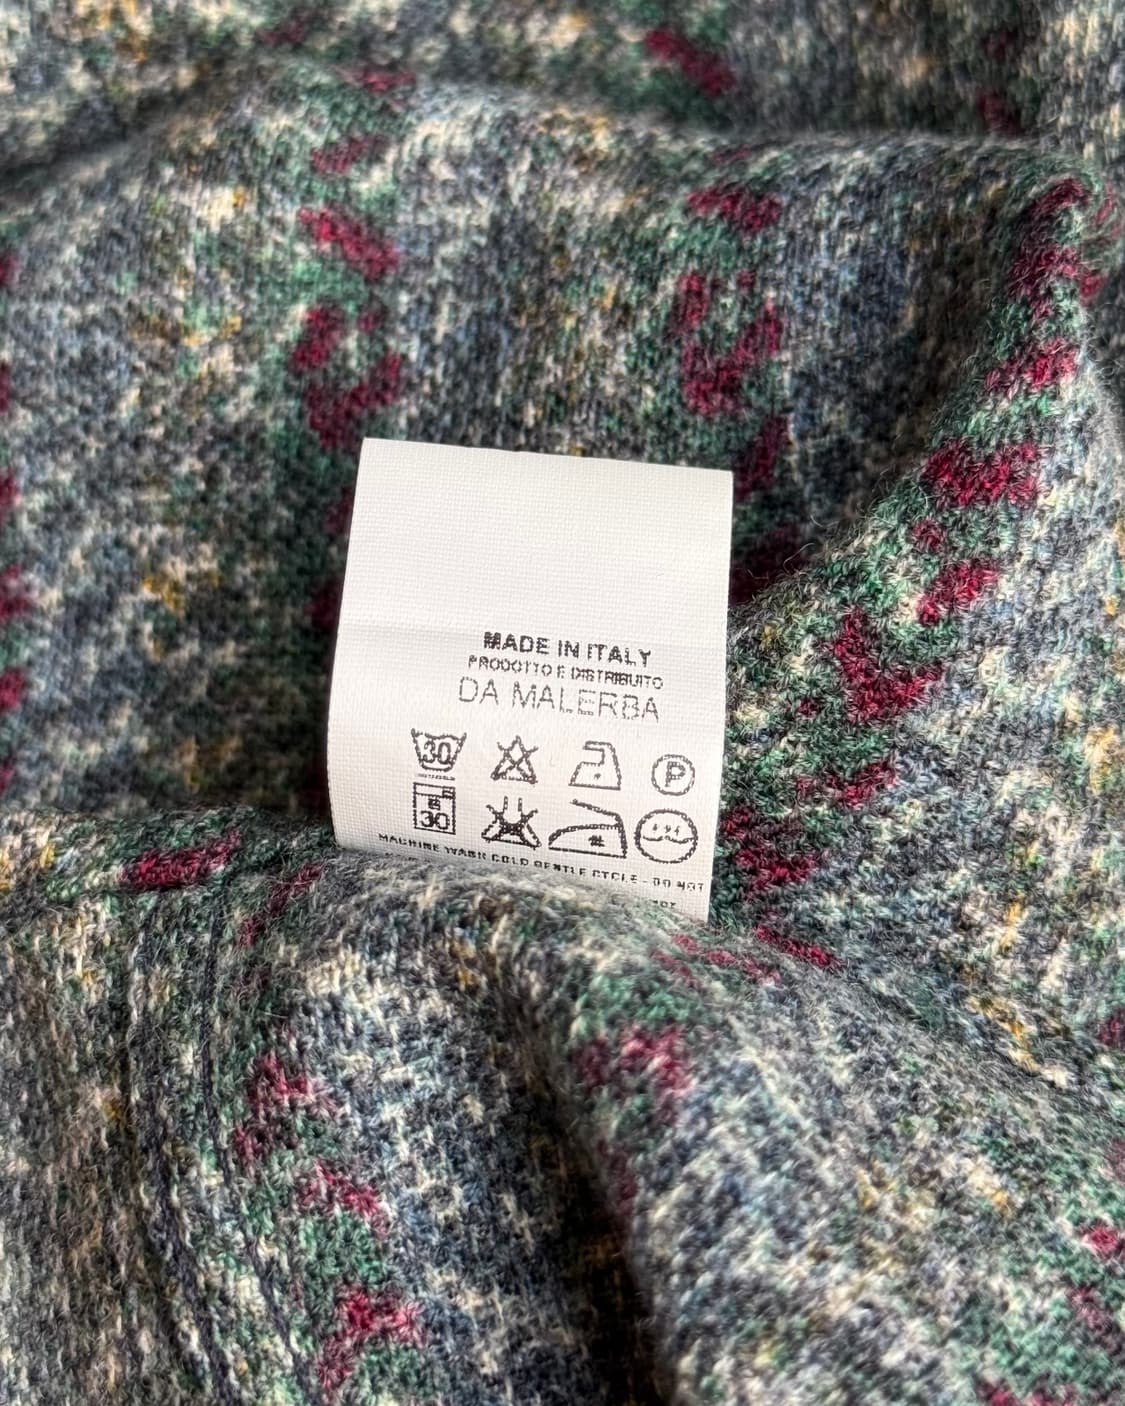 MADE IN ITALY
PRODOTTO E DISTRIBUITO
DA MALERBA
30 P
30
MACHINE WASH COLD GENTLE CYCLE - DO NOT